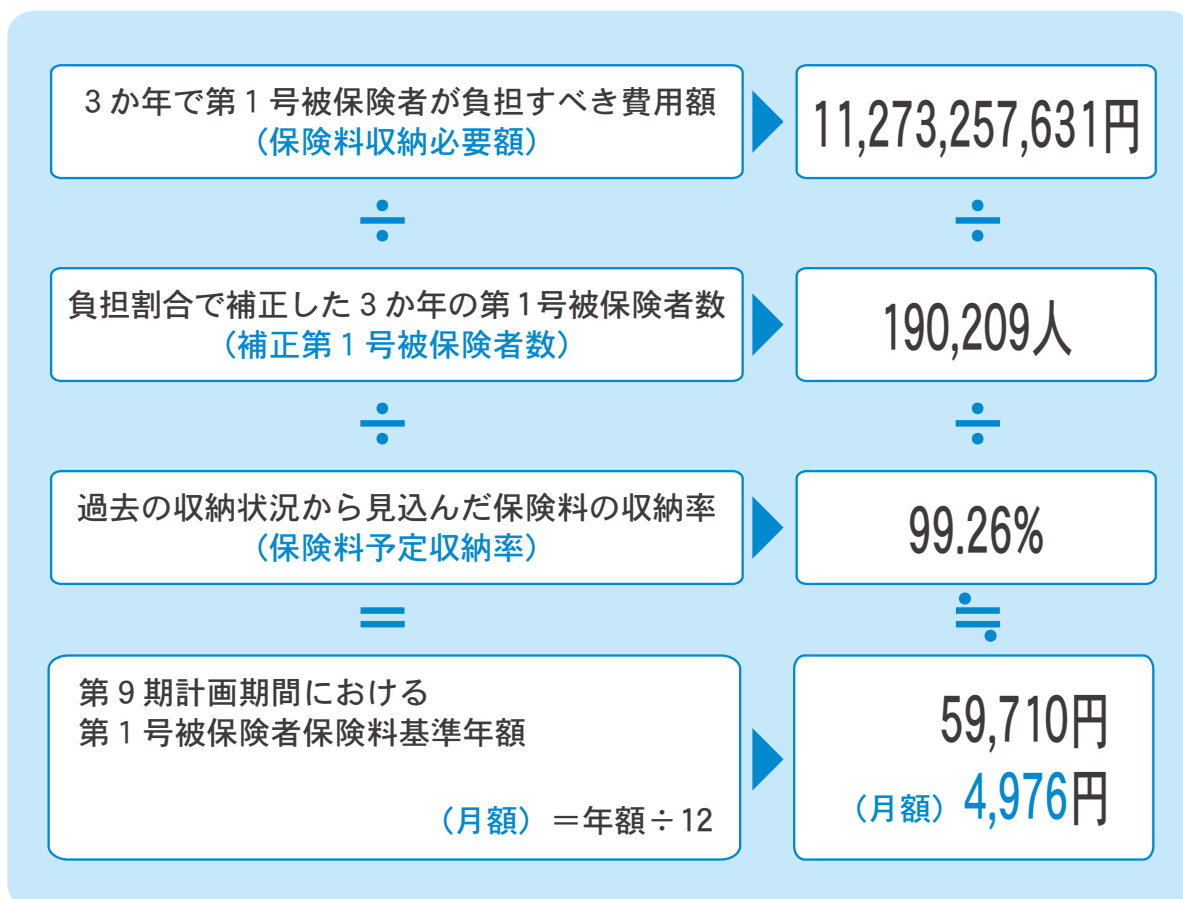 3か年で第1号被保険者が負担すべき費用額
（保険料収納必要額）
11,273,257,631円
÷
÷
負担割合で補正した3か年の第1号被保険者数
（補正第1号被保険者数）
190,209人
÷
÷
過去の収納状況から見込んだ保険料の収納率
（保険料予定収納率）
99.26%
＝
≒
第9期計画期間における
第1号被保険者保険料基準年額
（月額）＝年額÷12
59,710円
（月額）4,976円